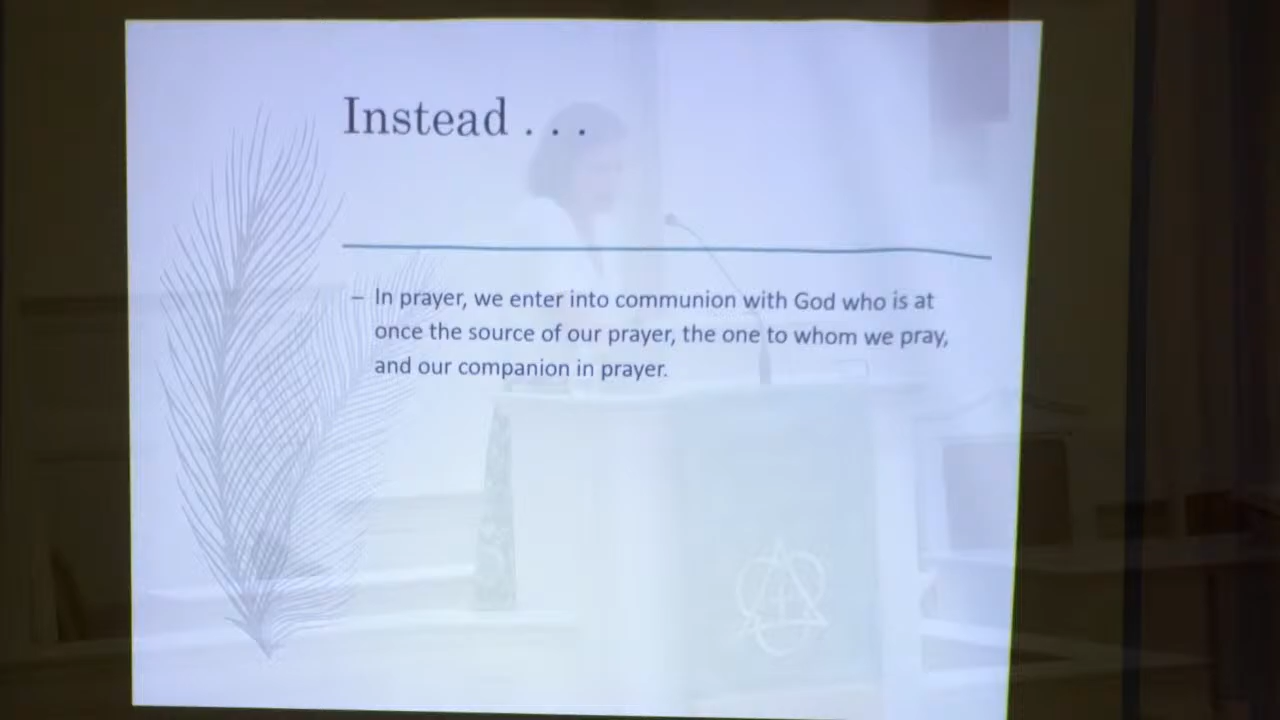 Instead . . .
– In prayer, we enter into communion with God who is at
once the source of our prayer, the one to whom we pray,
and our companion in prayer.